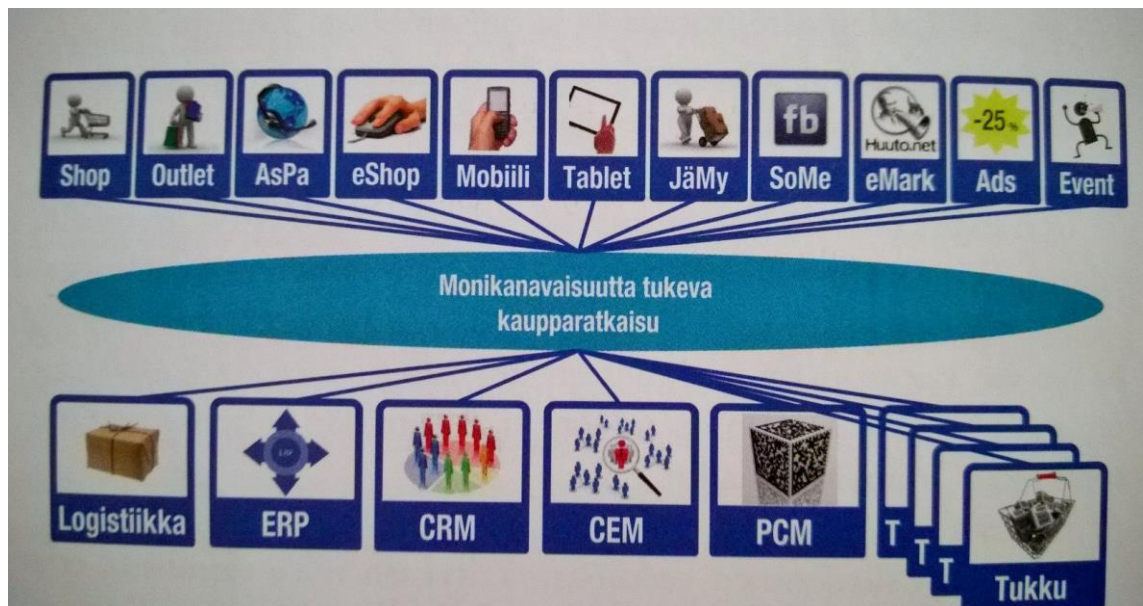 fb
Huuto.net
-25 %
Shop
Outlet
AsPa
eShop
Mobiili
Tablet
JäMy
SoMe
eMark
Ads
Event
Monikanavaisuutta tukeva
kaupparatkaisu
ERP
Logistiikka
ERP
CRM
CEM
PCM
T
T
T
Tukku